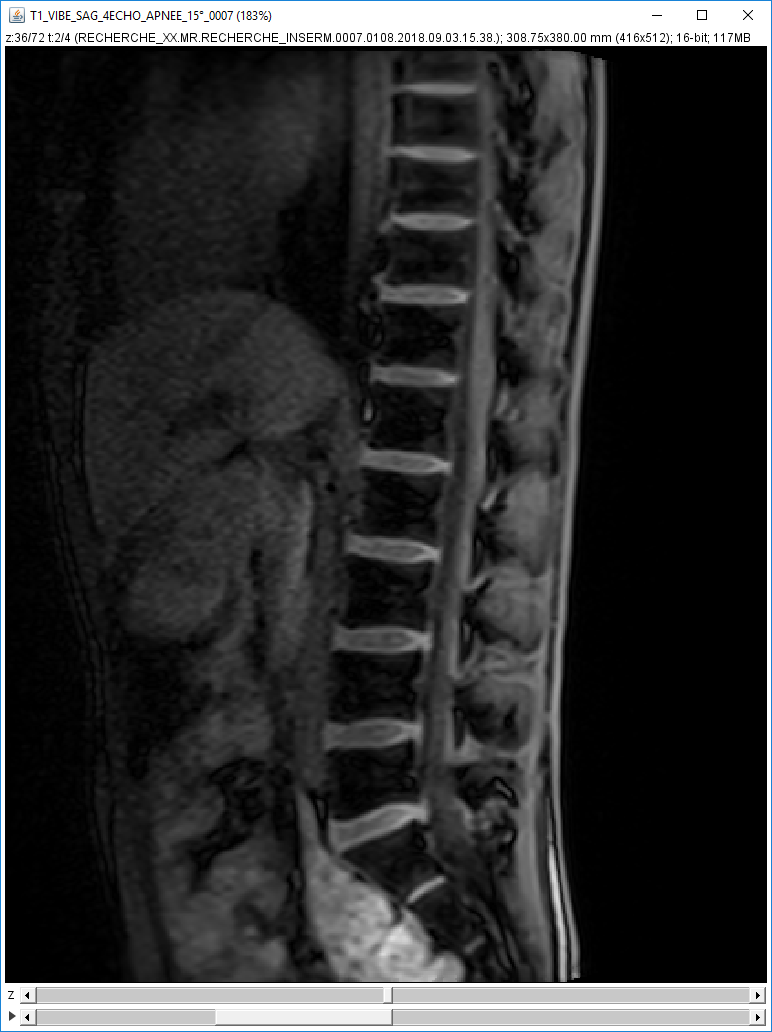 T1_VIBE_SAG_4ECHO_APNEE_15°_0007 (183%)
z:36/72 t:2/4 (RECHERCHE_XX.MR.RECHERCHE_INSERM.0007.0108.2018.09.03.15.38.); 308.75x380.00 mm (416x512); 16-bit; 117MB
z